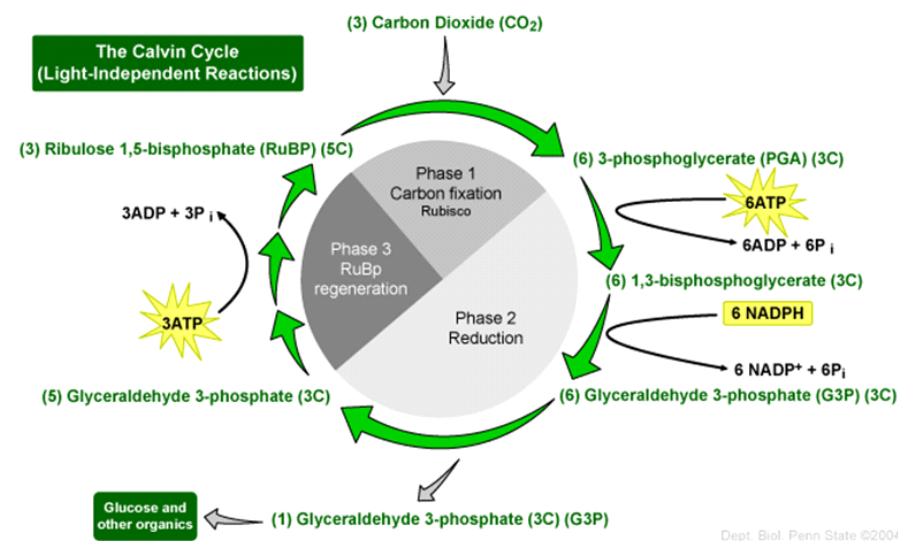 (3) Carbon Dioxide (CO₂)
The Calvin Cycle
(Light-Independent Reactions)
(3) Ribulose 1,5-bisphosphate (RuBP) (5C)
(6) 3-phosphoglycerate (PGA) (3C)
Phase 1
Carbon fixation
Rubisco
6ATP
3ADP + 3P i
6ADP + 6P i
Phase 3
RuBp
regeneration
(6) 1,3-bisphosphoglycerate (3C)
3ATP
6 NADPH
Phase 2
Reduction
6 NADP⁺ + 6Pi
(5) Glyceraldehyde 3-phosphate (3C)
(6) Glyceraldehyde 3-phosphate (G3P) (3C)
Glucose and
other organics
(1) Glyceraldehyde 3-phosphate (3C) (G3P)
Dept. Biol. Penn State ©2004